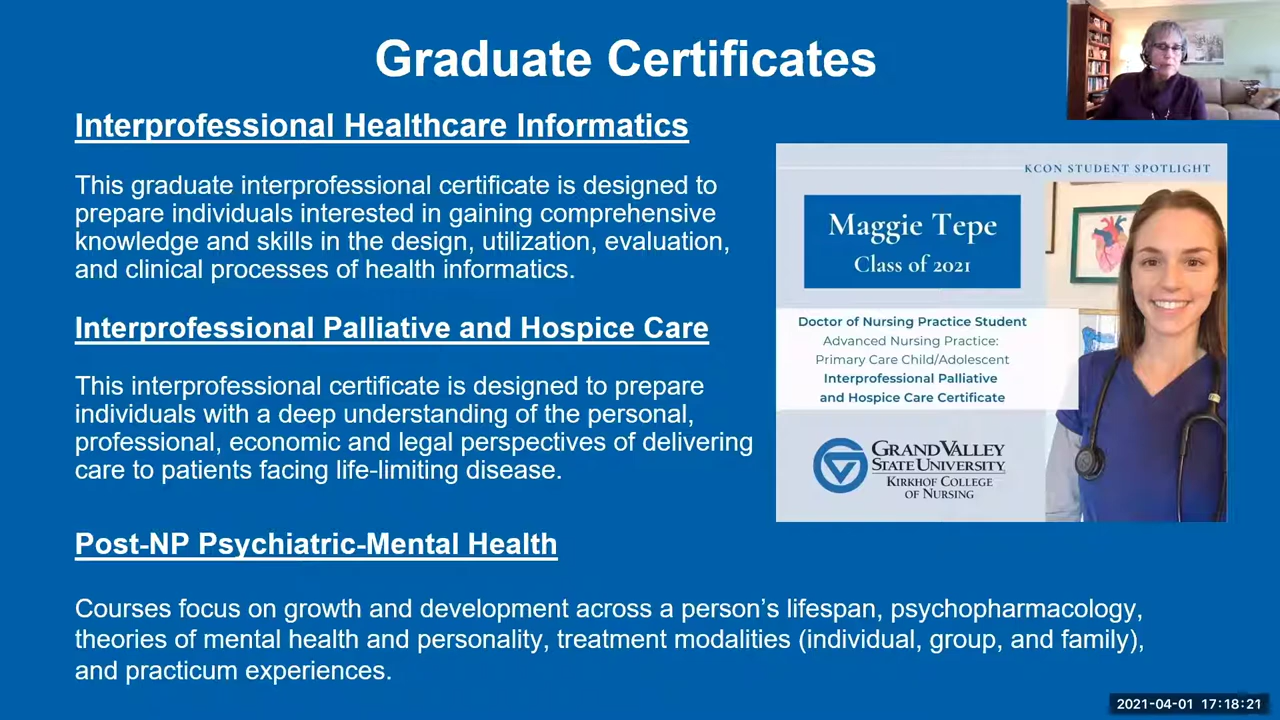 Graduate Certificates
Interprofessional Healthcare Informatics
This graduate interprofessional certificate is designed to
prepare individuals interested in gaining comprehensive
knowledge and skills in the design, utilization, evaluation,
and clinical processes of health informatics.
Interprofessional Palliative and Hospice Care
This interprofessional certificate is designed to prepare
individuals with a deep understanding of the personal,
professional, economic and legal perspectives of delivering
care to patients facing life-limiting disease.
Post-NP Psychiatric-Mental Health
Courses focus on growth and development across a person’s lifespan, psychopharmacology,
theories of mental health and personality, treatment modalities (individual, group, and family),
and practicum experiences.
KCON STUDENT SPOTLIGHT
Maggie Tepe
Class of 2021
Doctor of Nursing Practice Student
Advanced Nursing Practice:
Primary Care Child/Adolescent
Interprofessional Palliative
and Hospice Care Certificate
GRAND VALLEY
STATE UNIVERSITY
KIRKHOF COLLEGE
OF NURSING
2021-04-01 17:18:21